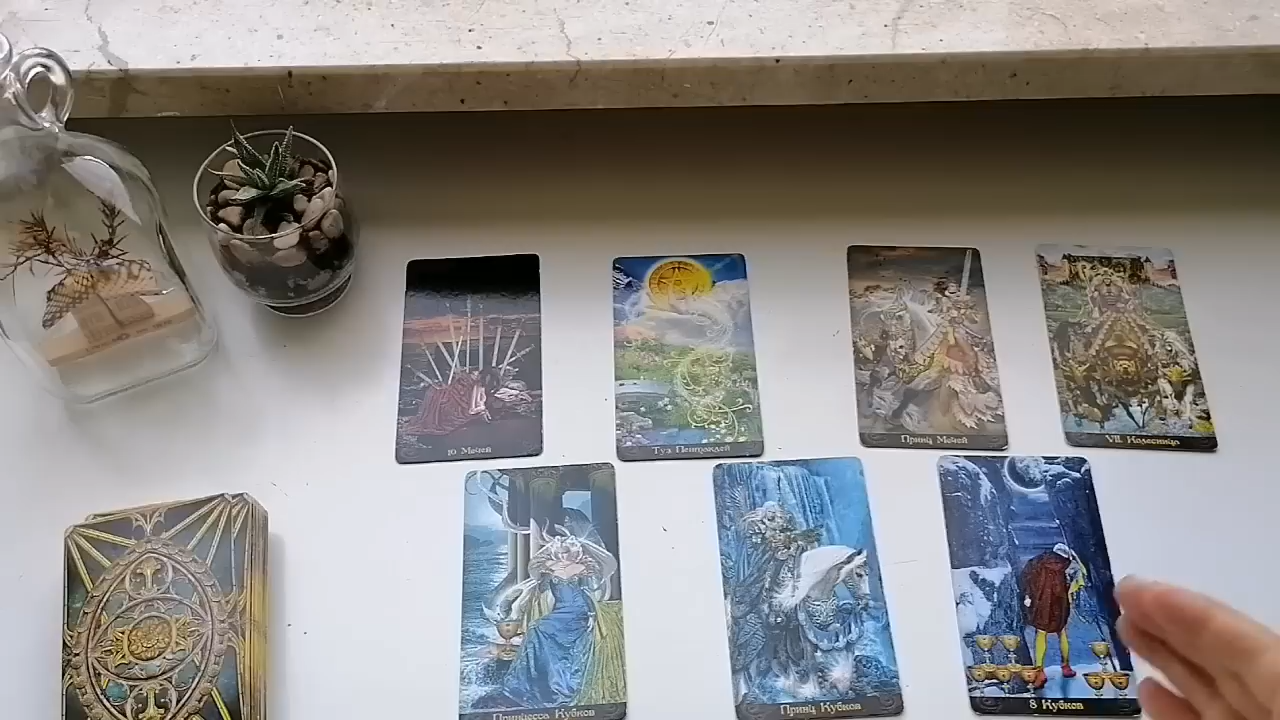 10 Мечей
Туз Пентаклей
Принц Мечей
VII. Колесница
Принцесса Кубков
Принц Кубков
8 Кубков